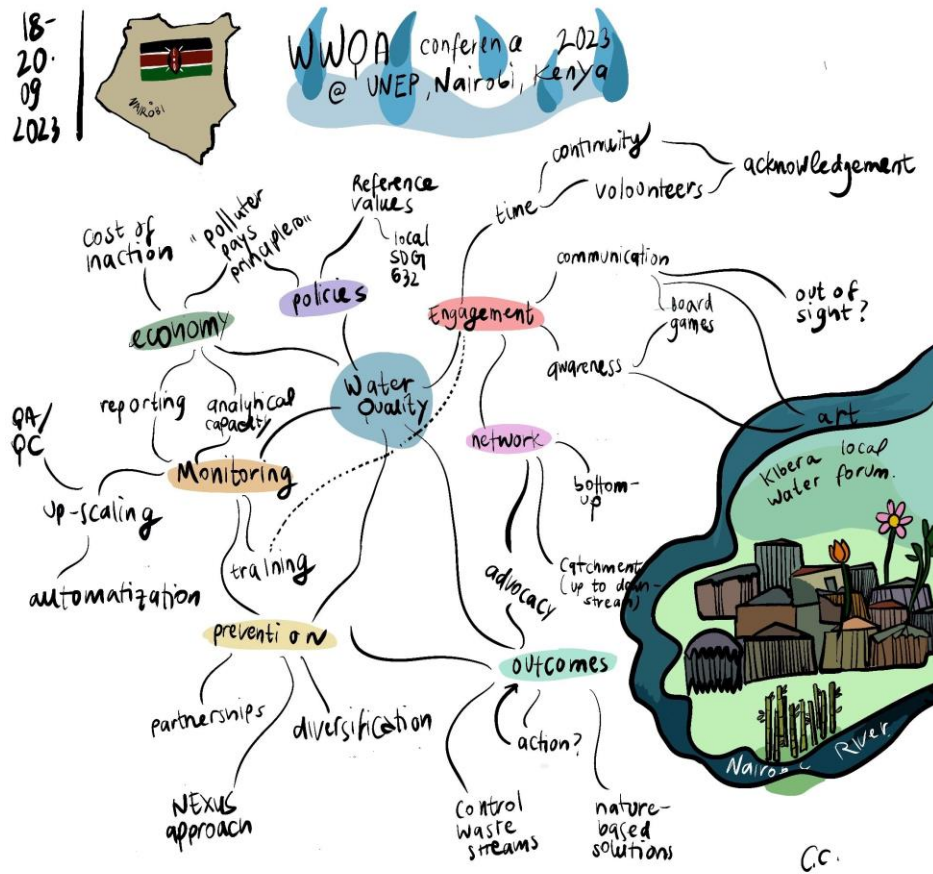 18-
20.
09
2023
NAIROBI
WWQA conference 2023
@ UNEP, Nairobi, Kenya
continuity
time
voloonteers
acknowledgement
Reference
values
local
SDG
632
cost of
inaction
"polluter
pays
principle"
policies
economy
communication
Engagement
Board
games
out of
sight?
awareness
Water
Quality
reporting
analytical
capacity
QA/
QC
Monitoring
network
bottom-
up
art
Kibera local
water forum.
up-scaling
training
automatization
advocacy
Catchment
(up to down-
stream)
prevention
outcomes
partnerships
diversification
action?
NEXUS
approach
control
waste
streams
nature-
based
solutions
Nairobi River
C.C.